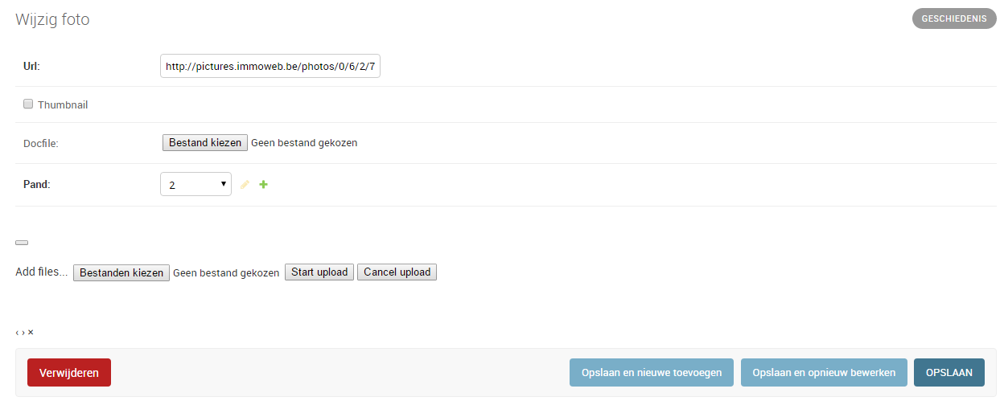 Wijzig foto GESCHIEDENIS
Url: http://pictures.immoweb.be/photos/0/6/2/7
Thumbnail
Docfile: Bestand kiezen Geen bestand gekozen
Pand: 2
Add files... Bestanden kiezen Geen bestand gekozen Start upload Cancel upload
‹ › ×
Verwijderen Opslaan en nieuwe toevoegen Opslaan en opnieuw bewerken OPSLAAN